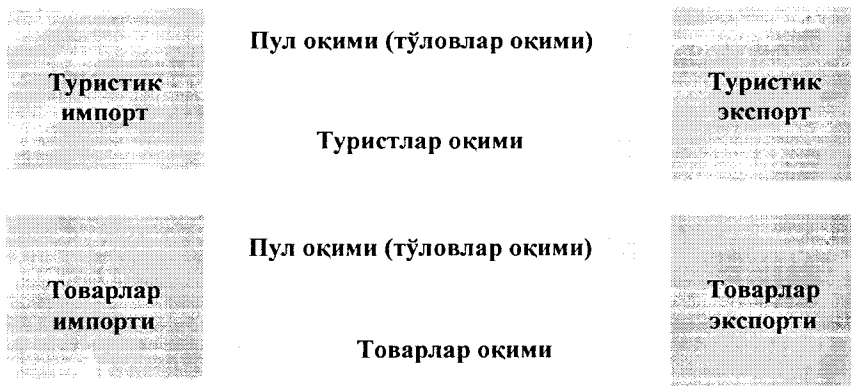 Пул оқими (тўловлар оқими)
Туристик
импорт
Туристик
экспорт
Туристлар оқими
Пул оқими (тўловлар оқими)
Товарлар
импорти
Товарлар
экспорти
Товарлар оқими